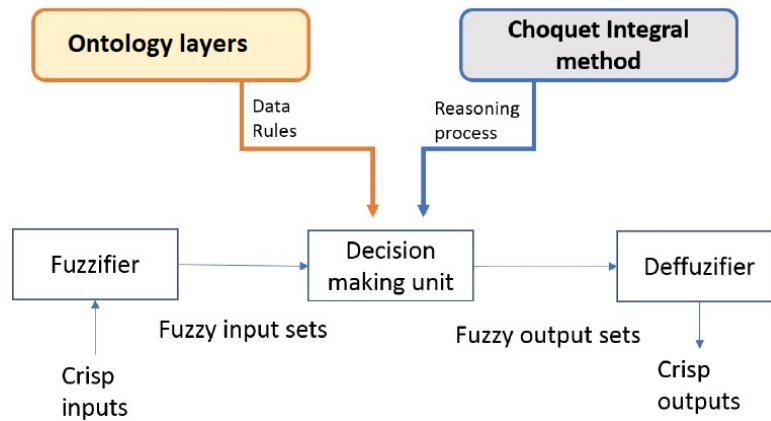 Ontology layers
Choquet Integral
method
Data
Rules
Reasoning
process
Fuzzifier
Decision
making unit
Deffuzifier
Fuzzy input sets
Fuzzy output sets
Crisp
inputs
Crisp
outputs